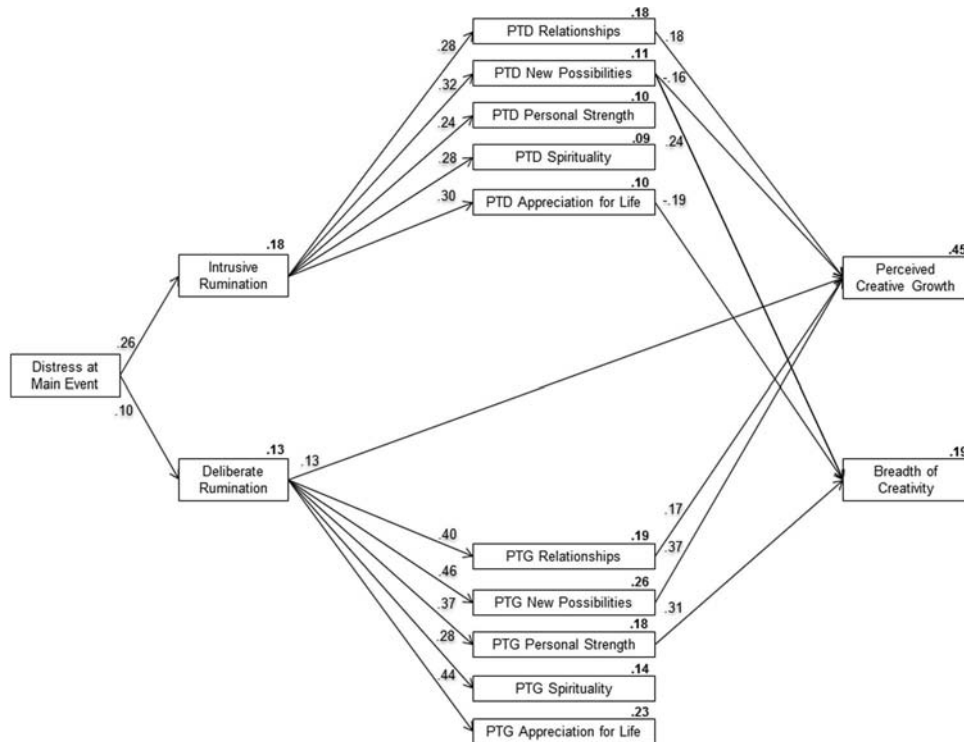 .18
PTD Relationships
.28
.18
.11
PTD New Possibilities
.32
-.16
.10
PTD Personal Strength
.24
.24
.09
PTD Spirituality
.28
.10
PTD Appreciation for Life
.30
-.19
.18
Intrusive
Rumination
.45
Perceived
Creative Growth
.26
Distress at
Main Event
.10
.13
Deliberate
Rumination
.13
.19
Breadth of
Creativity
.17
.40
.19
PTG Relationships
.37
.46
.26
PTG New Possibilities
.37
.31
.18
PTG Personal Strength
.28
.14
PTG Spirituality
.44
.23
PTG Appreciation for Life